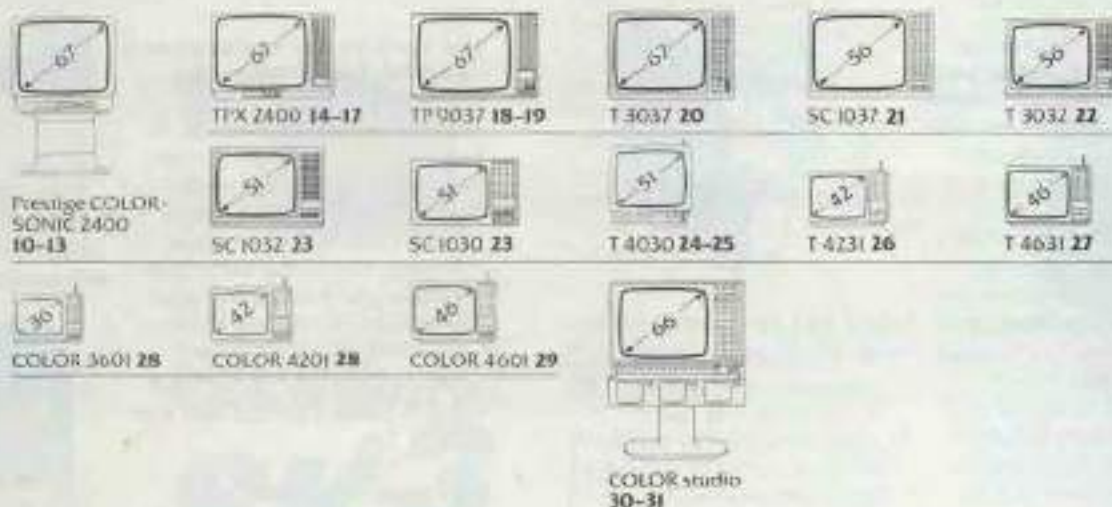 67
67
67
67
56
56
TPX 2400 14–17
TP 9037 18–19
T 3037 20
SC 1037 21
T 3032 22
Prestige COLOR-
SONIC 2400
10–13
51
51
51
42
46
SC 1032 23
SC 1030 23
T 4030 24–25
T 4231 26
T 4631 27
36
42
46
66
COLOR 3601 28
COLOR 4201 28
COLOR 4601 29
COLOR studio
30–31